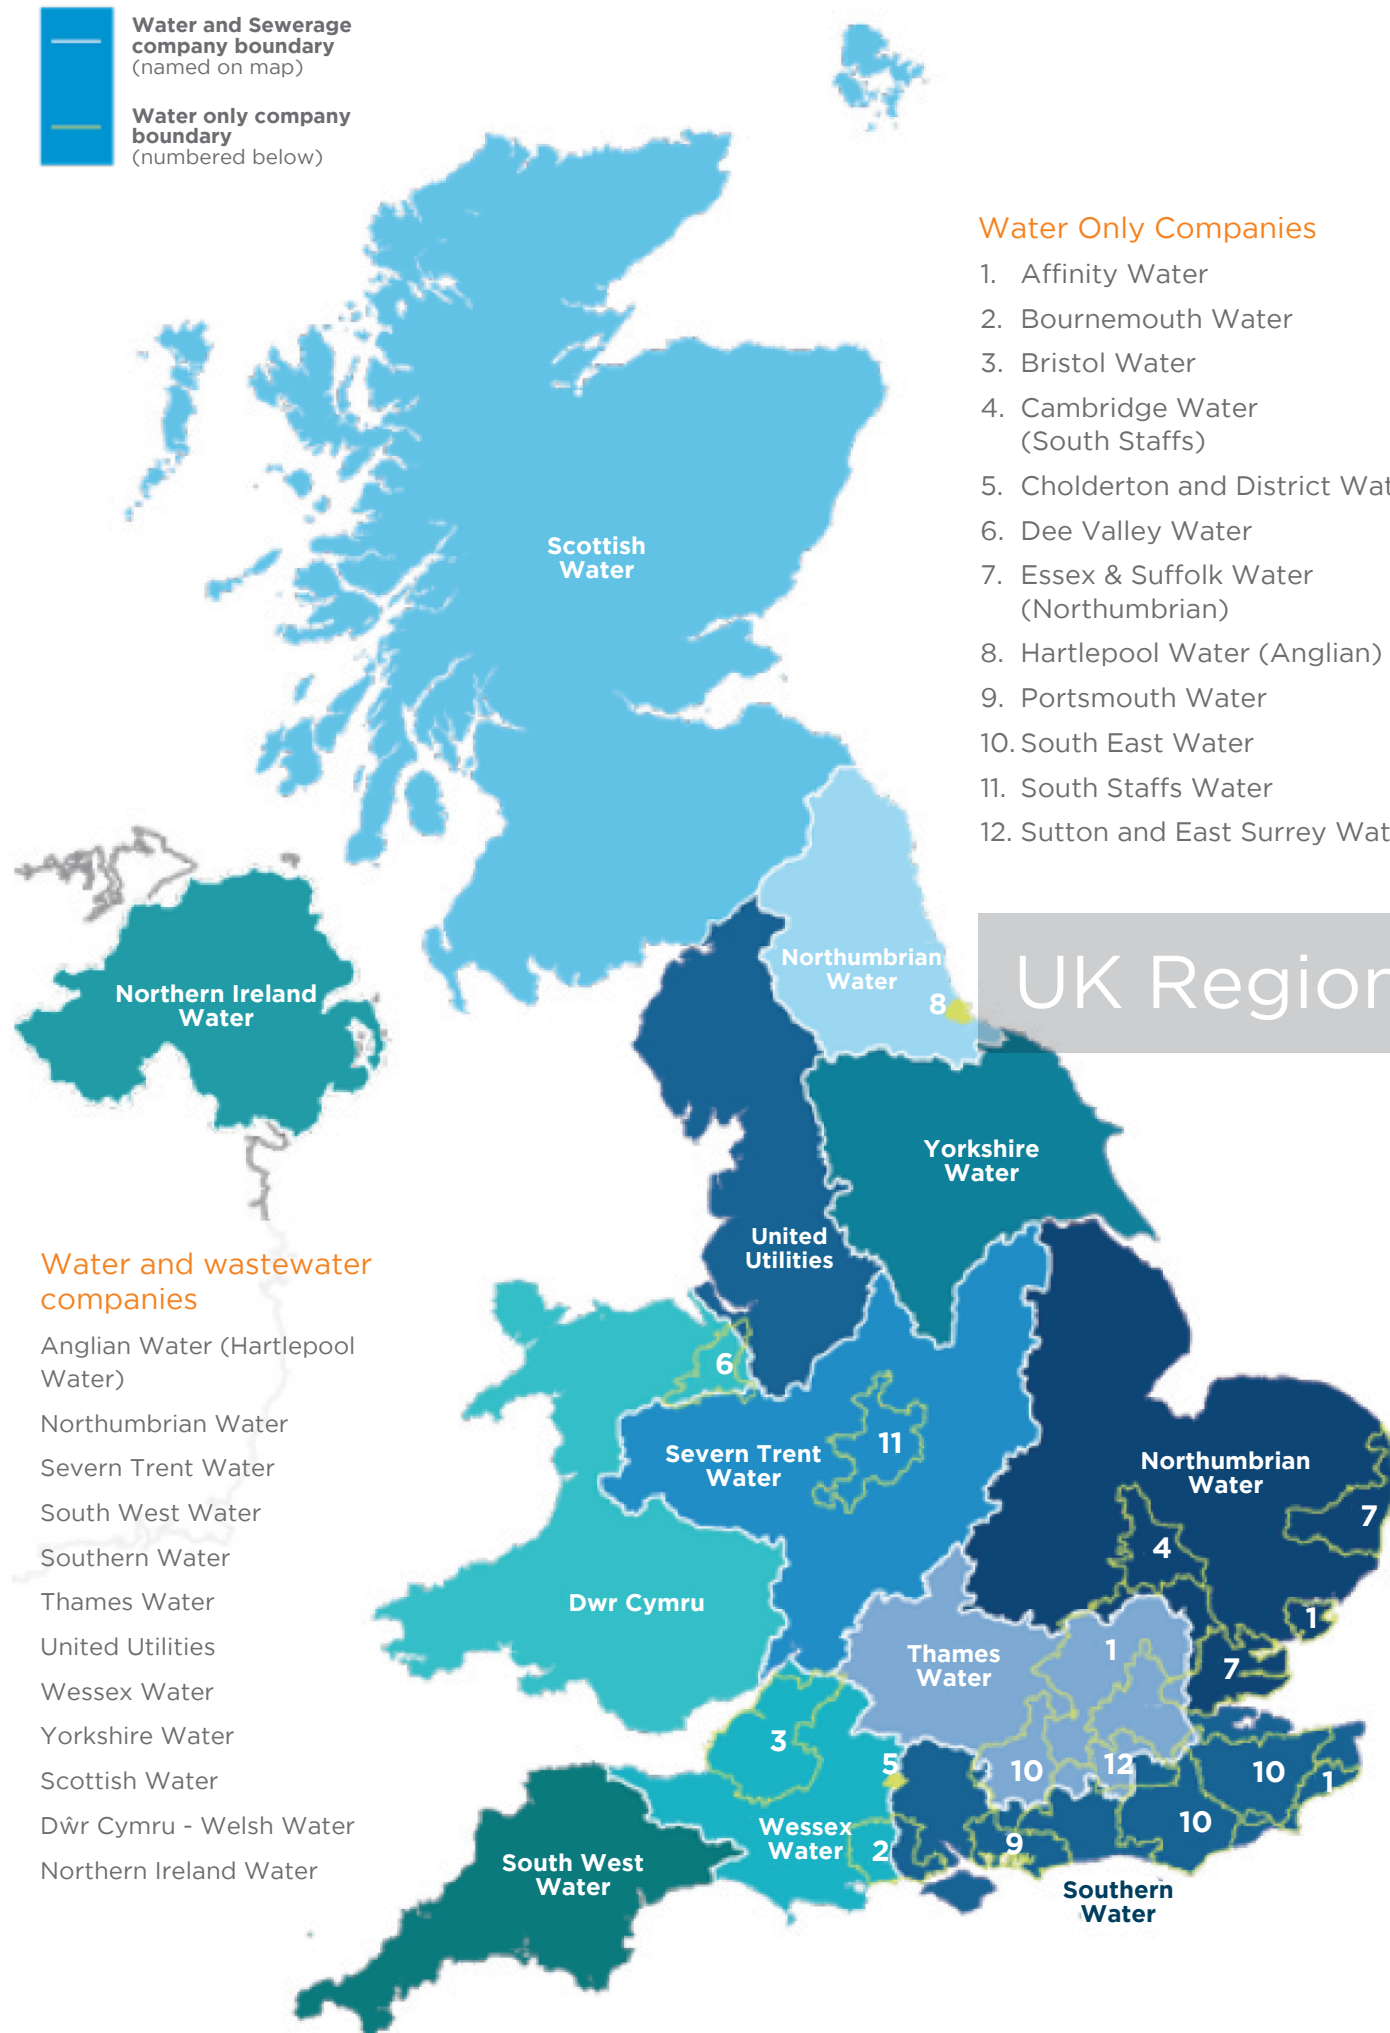 Water and Sewerage
company boundary
(named on map)
Water only company
boundary
(numbered below)
Water Only Companies
1. Affinity Water
2. Bournemouth Water
3. Bristol Water
4. Cambridge Water
(South Staffs)
5. Cholderton and District Wat
6. Dee Valley Water
7. Essex & Suffolk Water
(Northumbrian)
8. Hartlepool Water (Anglian)
9. Portsmouth Water
10. South East Water
11. South Staffs Water
12. Sutton and East Surrey Wat
UK Region
Scottish
Water
Northumbrian
Water
8
Northern Ireland
Water
Yorkshire
Water
United
Utilities
6
11
Severn Trent
Water
Northumbrian
Water
7
4
Dwr Cymru
1
Thames
Water
1
7
3
5
10
12
10
1
Wessex
Water
2
9
10
South West
Water
Southern
Water
Water and wastewater
companies
Anglian Water (Hartlepool
Water)
Northumbrian Water
Severn Trent Water
South West Water
Southern Water
Thames Water
United Utilities
Wessex Water
Yorkshire Water
Scottish Water
Dŵr Cymru - Welsh Water
Northern Ireland Water